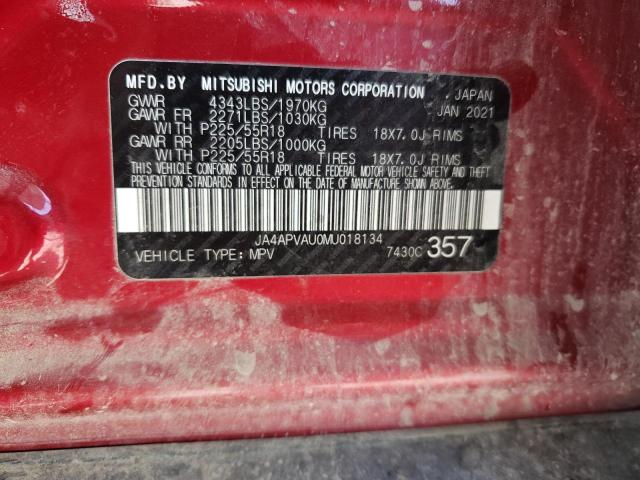 MFD.BY MITSUBISHI MOTORS CORPORATION JAPAN
GVWR 4343LBS/1970KG JAN 2021
GAWR FR 2271LBS/1030KG
WITH P225/55R18 TIRES 18X7.0J RIMS
GAWR RR 2205LBS/1000KG
WITH P225/55R18 TIRES 18X7.0J RIMS
THIS VEHICLE CONFORMS TO ALL APPLICABLE FEDERAL MOTOR VEHICLE SAFETY AND THEFT
PREVENTION STANDARDS IN EFFECT ON THE DATE OF MANUFACTURE SHOWN ABOVE.
JA4APVAU0MU018134
VEHICLE TYPE: MPV 7430C 357